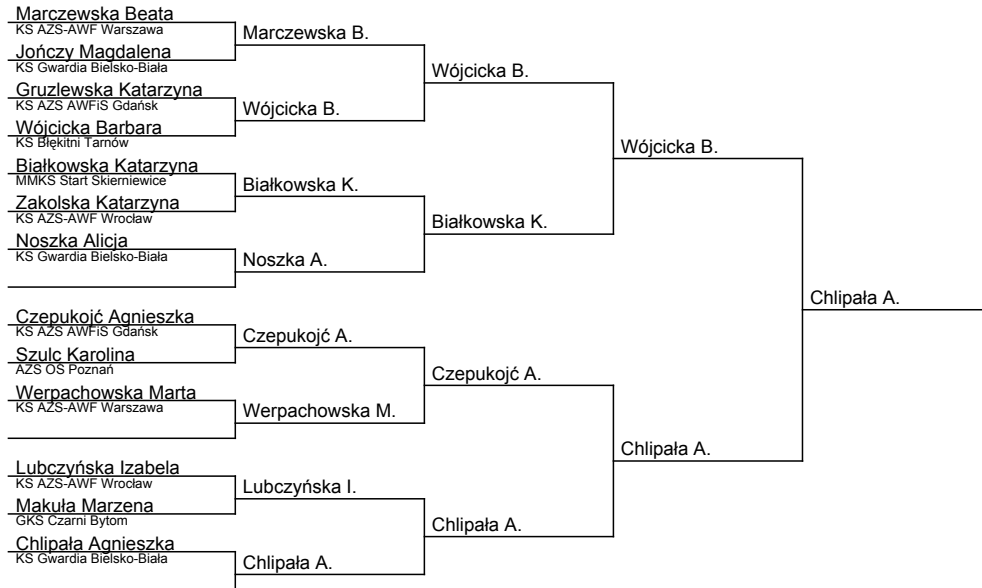 Marczewska Beata
KS AZS-AWF Warszawa
Jończy Magdalena
KS Gwardia Bielsko-Biała
Gruzlewska Katarzyna
KS AZS AWFiS Gdańsk
Wójcicka Barbara
KS Błękitni Tarnów
Białkowska Katarzyna
MMKS Start Skierniewice
Zakolska Katarzyna
KS AZS-AWF Wrocław
Noszka Alicja
KS Gwardia Bielsko-Biała
Czepukojć Agnieszka
KS AZS AWFiS Gdańsk
Szulc Karolina
AZS OŚ Poznań
Werpachowska Marta
KS AZS-AWF Warszawa
Lubczyńska Izabela
KS AZS-AWF Wrocław
Makuła Marzena
GKS Czarni Bytom
Chlipała Agnieszka
KS Gwardia Bielsko-Biała
Marczewska B.
Wójcicka B.
Białkowska K.
Noszka A.
Czepukojć A.
Werpachowska M.
Lubczyńska I.
Chlipała A.
Wójcicka B.
Białkowska K.
Czepukojć A.
Chlipała A.
Wójcicka B.
Chlipała A.
Chlipała A.